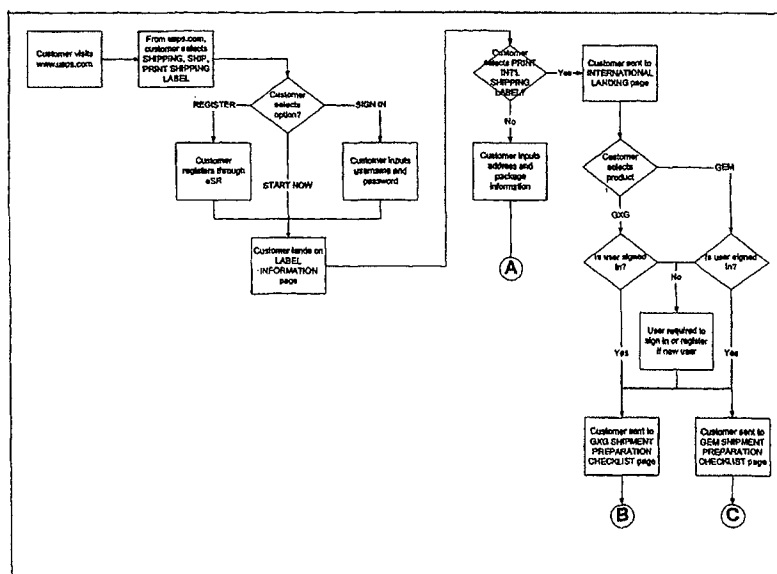 Customer visits
www.usps.com
From usps.com,
customer selects
SHIPPING, SHIP,
PRINT SHIPPING
LABEL
REGISTER
Customer
selects
option?
SIGN IN
Customer
registers through
eSR
START NOW
Customer inputs
username and
password
Customer lands on
LABEL
INFORMATION
page
Customer
selects PRINT
INT'L
SHIPPING
LABEL?
Yes
Customer sent to
INTERNATIONAL
LANDING page
No
Customer inputs
address and
package
information
A
Customer
selects
product
GEM
GXG
Is user signed
in?
No
Is user signed
in?
User required to
sign in or register
if new user
Yes
Yes
Customer sent to
GXG SHIPMENT
PREPARATION
CHECKLIST page
Customer sent to
GEM SHIPMENT
PREPARATION
CHECKLIST page
B
C